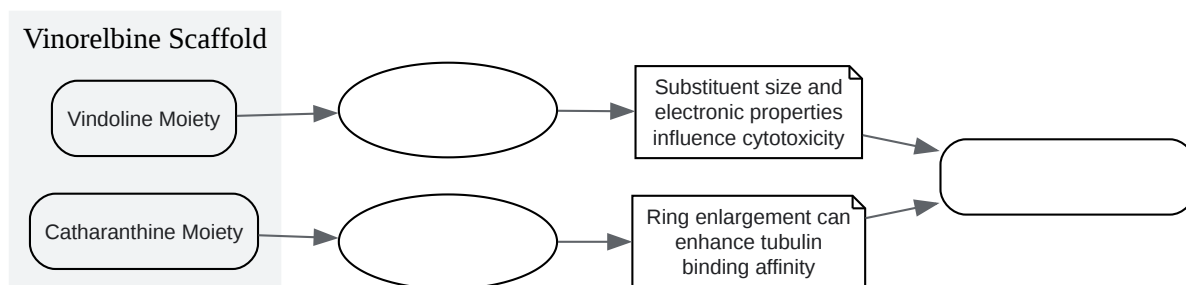 Vinorelbine Scaffold
Vindoline Moiety
Substituent size and
electronic properties
influence cytotoxicity
Catharanthine Moiety
Ring enlargement can
enhance tubulin
binding affinity